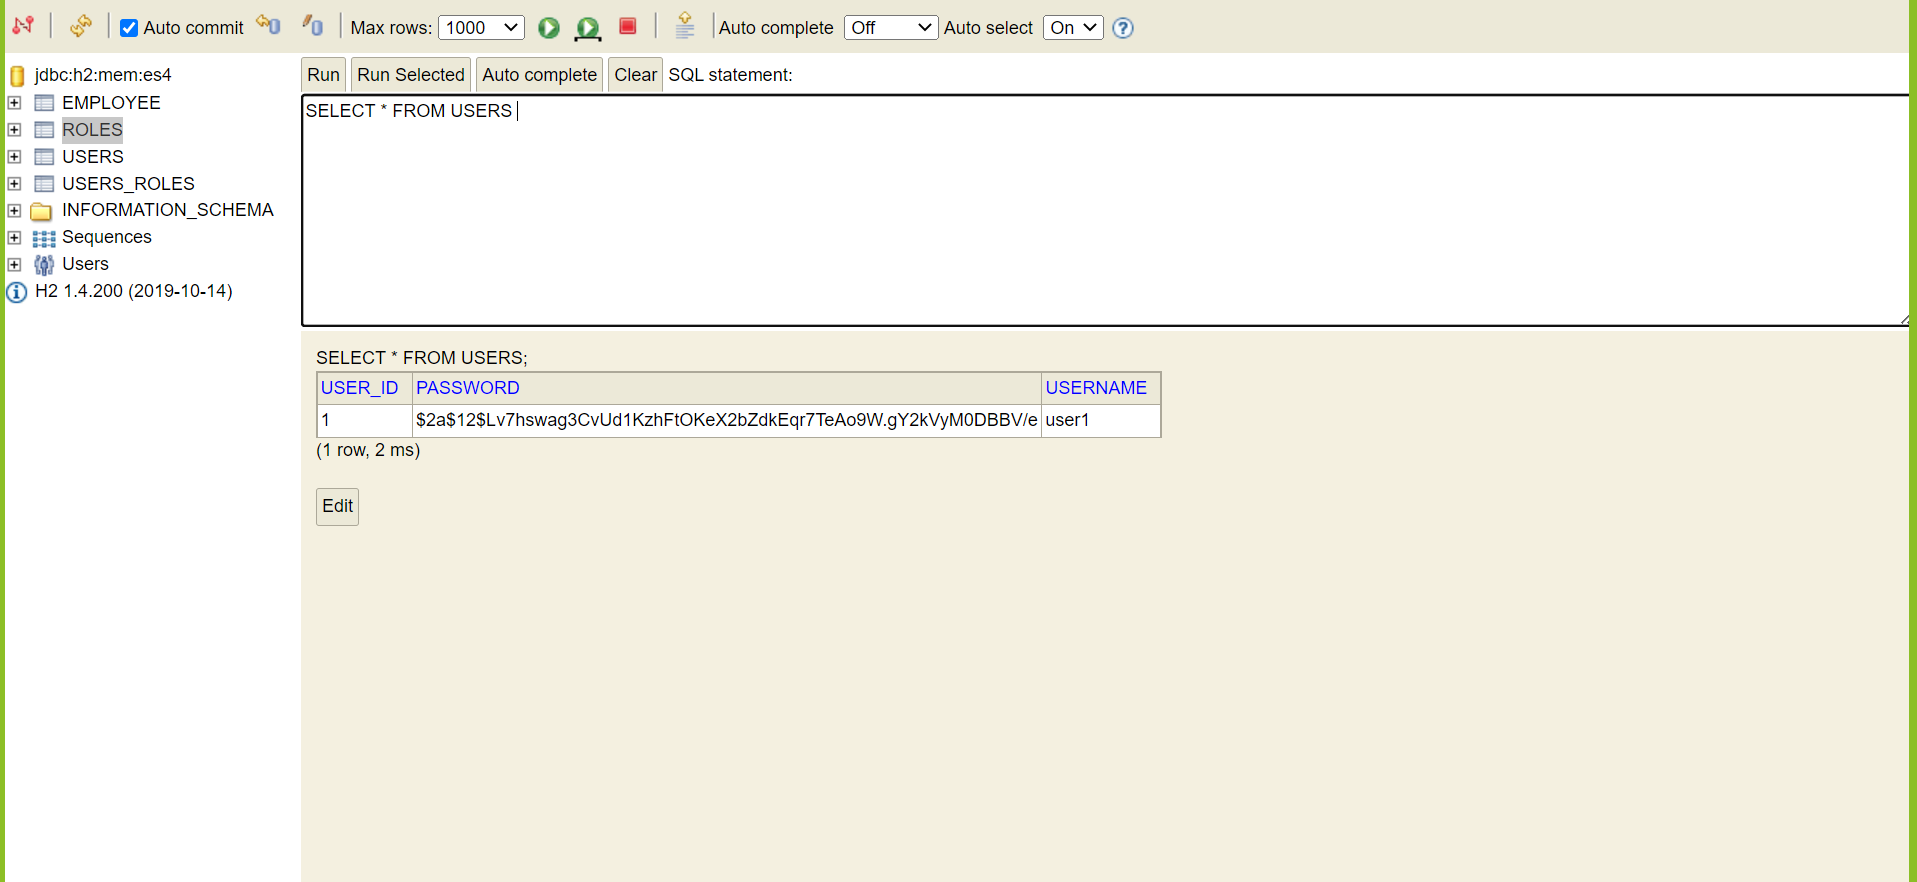 Auto commit Max rows: 1000 Auto complete Off Auto select On ?
jdbc:h2:mem:es4
EMPLOYEE
ROLES
USERS
USERS_ROLES
INFORMATION_SCHEMA
Sequences
Users
H2 1.4.200 (2019-10-14)
Run Run Selected Auto complete Clear SQL statement:
SELECT * FROM USERS
SELECT * FROM USERS;
USER_ID PASSWORD USERNAME
1 $2a$12$Lv7hswag3CvUd1KzhFtOKeX2bZdkEqr7TeAo9W.gY2kVyM0DBBV/e user1
(1 row, 2 ms)
Edit